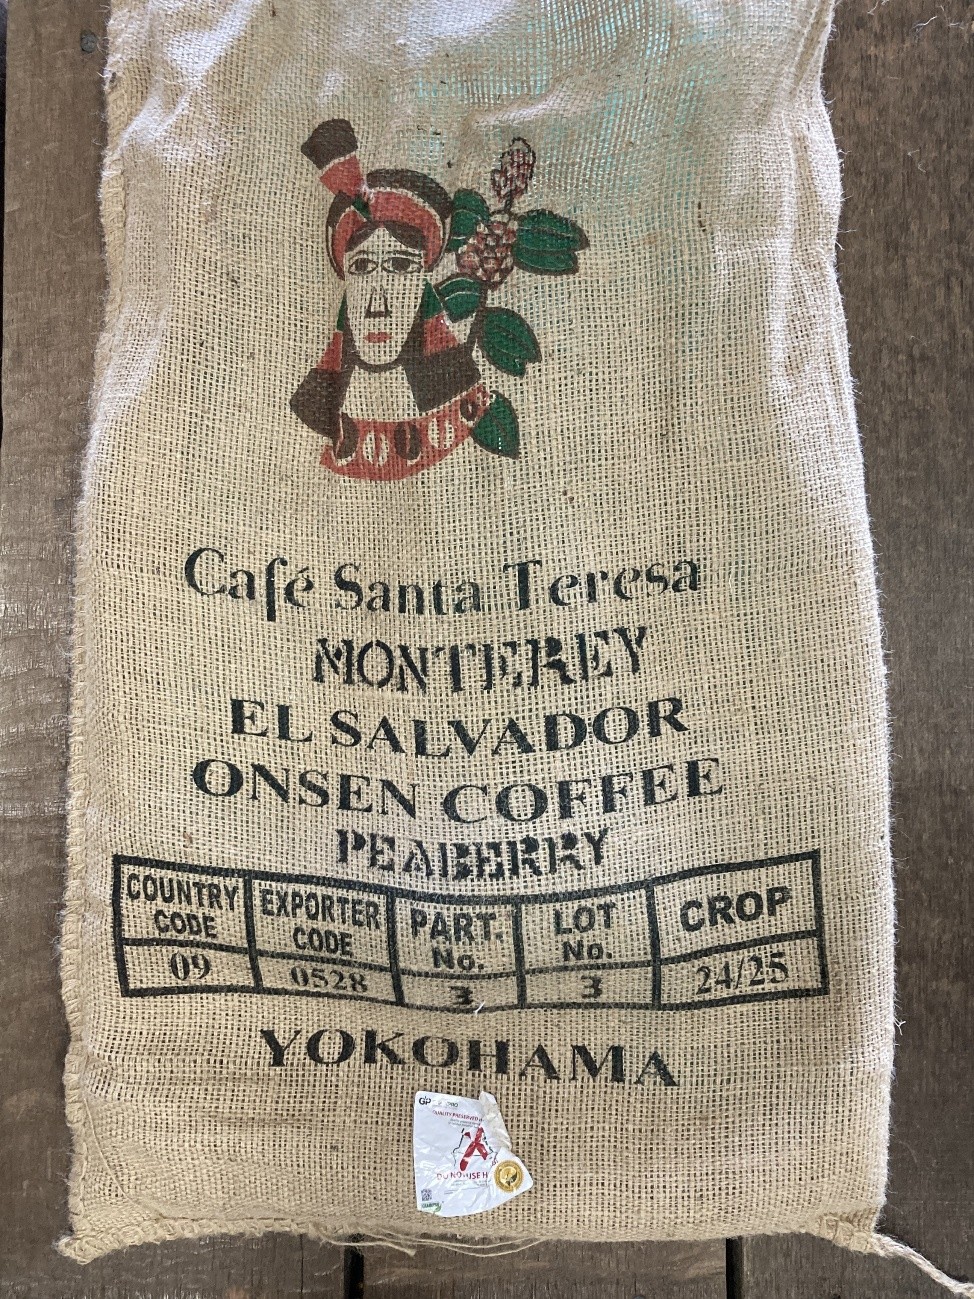 Café Santa Teresa
MONTEREY
EL SALVADOR
ONSEN COFFEE
PEABERRY
COUNTRY CODE EXPORTER CODE PART. No. LOT No. CROP
09 0528 3 3 24/25
YOKOHAMA